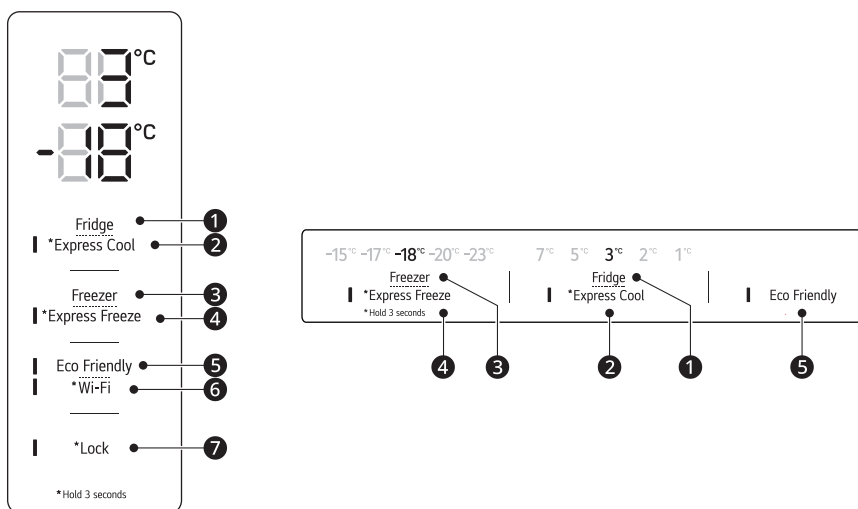 3 °C
-18 °C
Fridge
*Express Cool
Freezer
*Express Freeze
Eco Friendly
*Wi-Fi
*Lock
*Hold 3 seconds
1
2
3
4
5
6
7
-15°C -17°C -18°C -20°C -23°C 7°C 5°C 3°C 2°C 1°C
Freezer Fridge
*Express Freeze *Express Cool Eco Friendly
*Hold 3 seconds
4 3 2 1 5